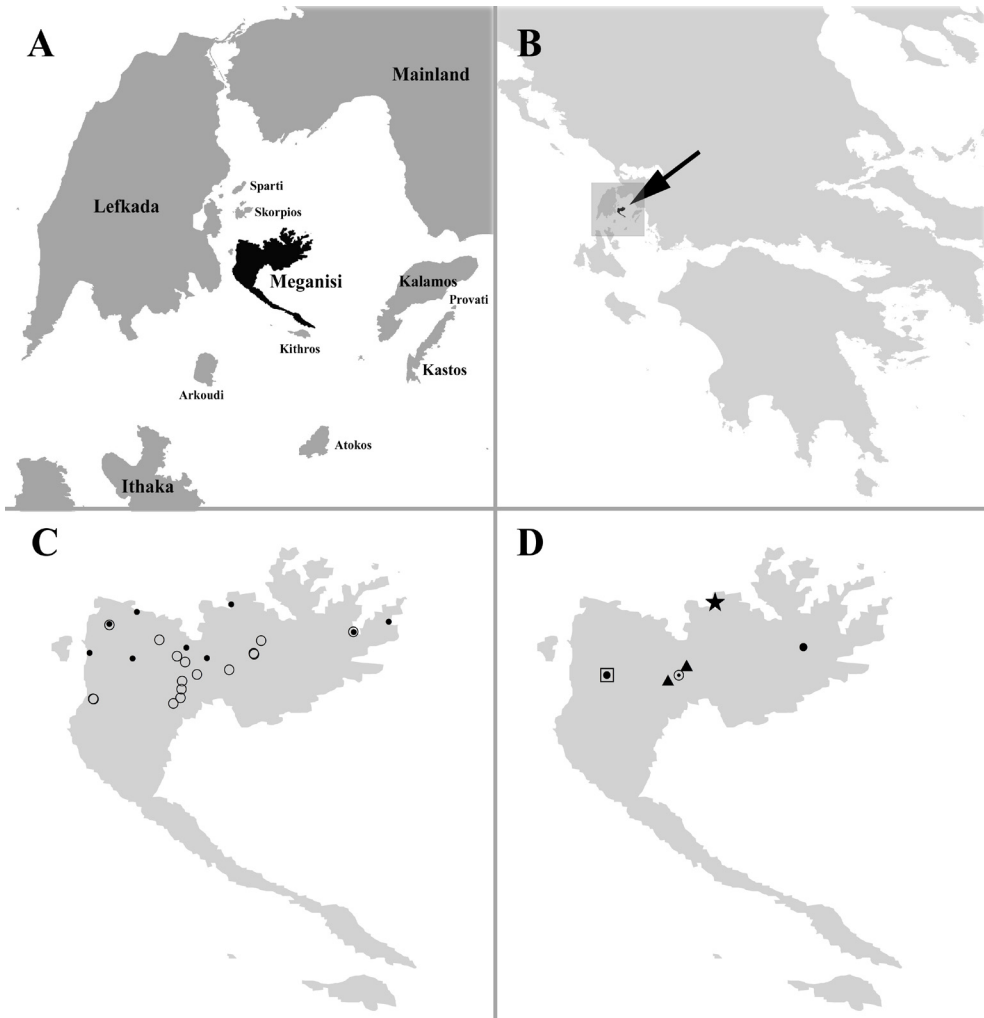 A
B
Mainland
Sparti
Lefkada
Skorpios
Meganisi
Kalamos
Provati
Kithros
Kastos
Arkoudi
Atokos
Ithaka
C
D